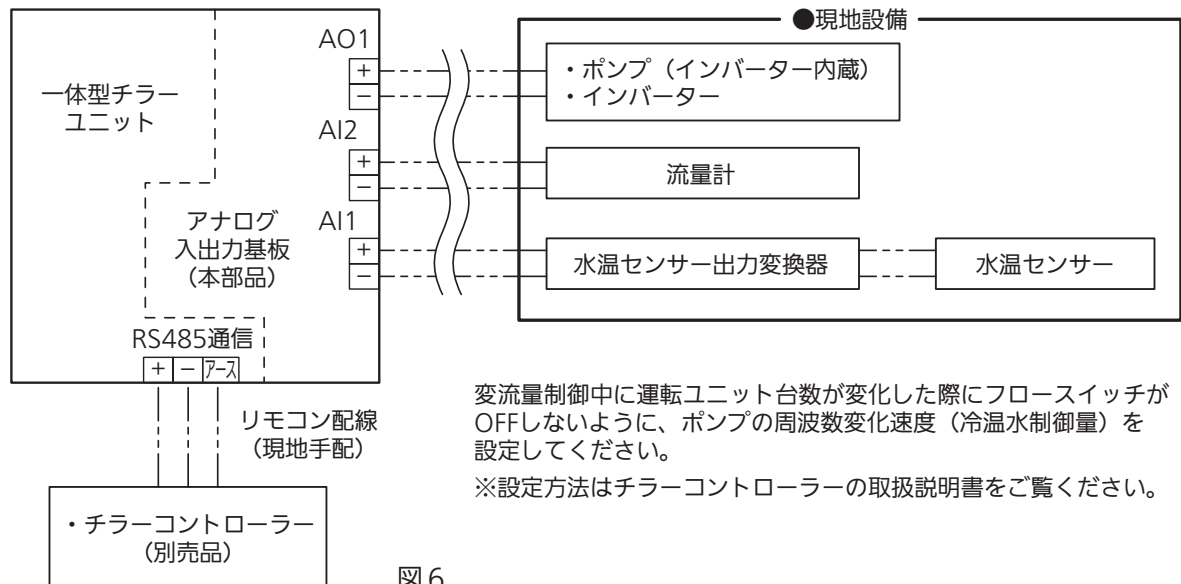 一体型チラー
ユニット
アナログ
入出力基板
(本部品)
AO1
+
−
AI2
+
−
AI1
+
−
RS485通信
+ − アース
リモコン配線
(現地手配)
・チラーコントローラー
(別売品)
●現地設備
・ポンプ（インバーター内蔵）
・インバーター
流量計
水温センサー出力変換器
水温センサー
変流量制御中に運転ユニット台数が変化した際にフロースイッチが
OFFしないように、ポンプの周波数変化速度（冷温水制御量）を
設定してください。
※設定方法はチラーコントローラーの取扱説明書をご覧ください。
図6